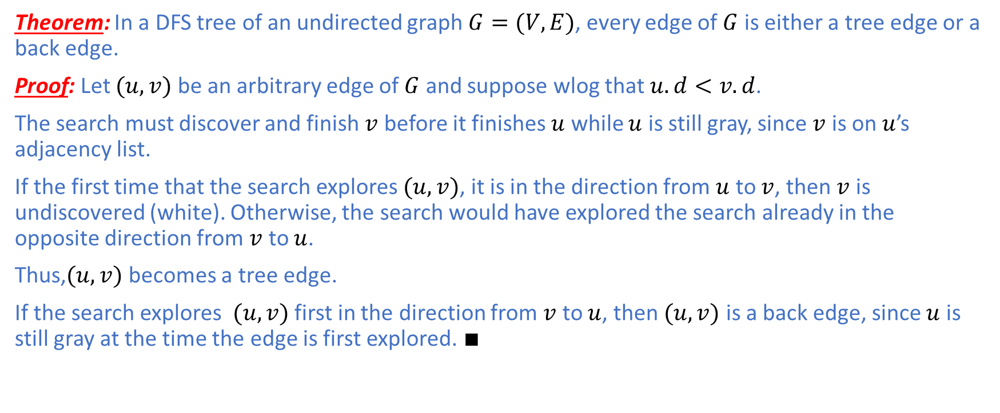 Theorem: In a DFS tree of an undirected graph G = (V, E), every edge of G is either a tree edge or a
back edge.
Proof: Let (u, v) be an arbitrary edge of G and suppose wlog that u. d < v. d.
The search must discover and finish v before it finishes u while u is still gray, since v is on u's
adjacency list.
If the first time that the search explores (u, v), it is in the direction from u to v, then v is
undiscovered (white). Otherwise, the search would have explored the search already in the
opposite direction from v to u.
Thus,(u, v) becomes a tree edge.
If the search explores (u, v) first in the direction from v to u, then (u, v) is a back edge, since u is
still gray at the time the edge is first explored. ■